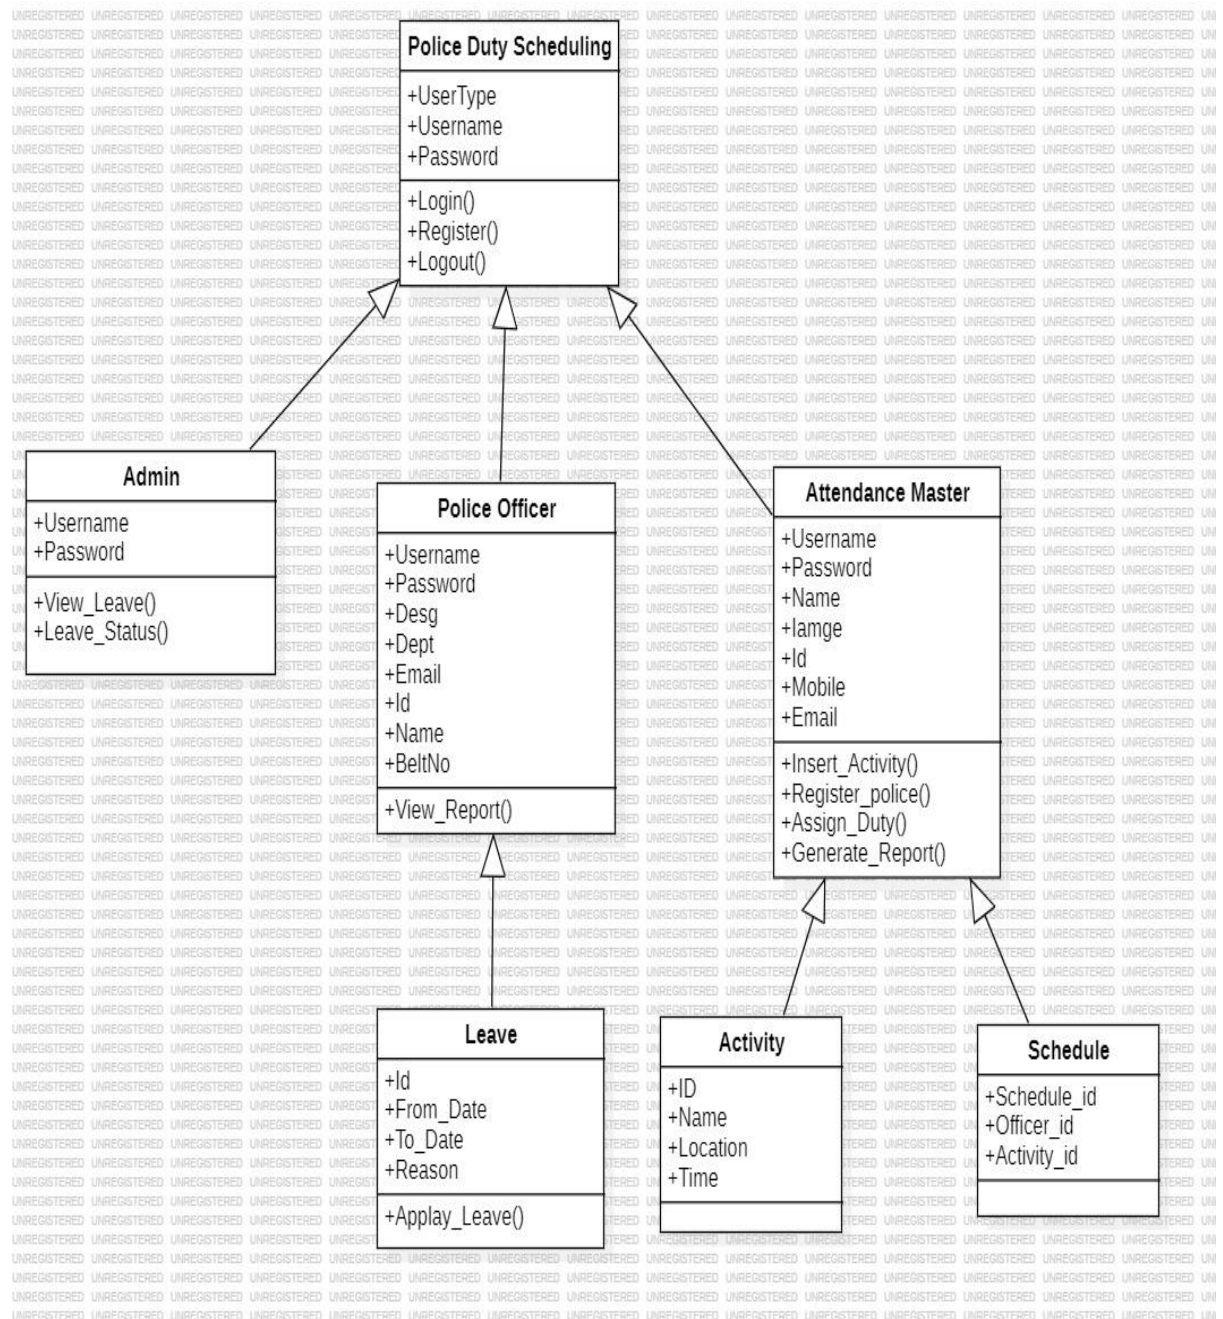 Police Duty Scheduling
+UserType
+Username
+Password
+Login()
+Register()
+Logout()
Admin
+Username
+Password
+View_Leave()
+Leave_Status()
Police Officer
+Username
+Password
+Desg
+Dept
+Email
+Id
+Name
+BeltNo
+View_Report()
Attendance Master
+Username
+Password
+Name
+Iamge
+Id
+Mobile
+Email
+Insert_Activity()
+Register_police()
+Assign_Duty()
+Generate_Report()
Leave
+Id
+From_Date
+To_Date
+Reason
+Applay_Leave()
Activity
+ID
+Name
+Location
+Time
Schedule
+Schedule_id
+Officer_id
+Activity_id
UNREGISTERED